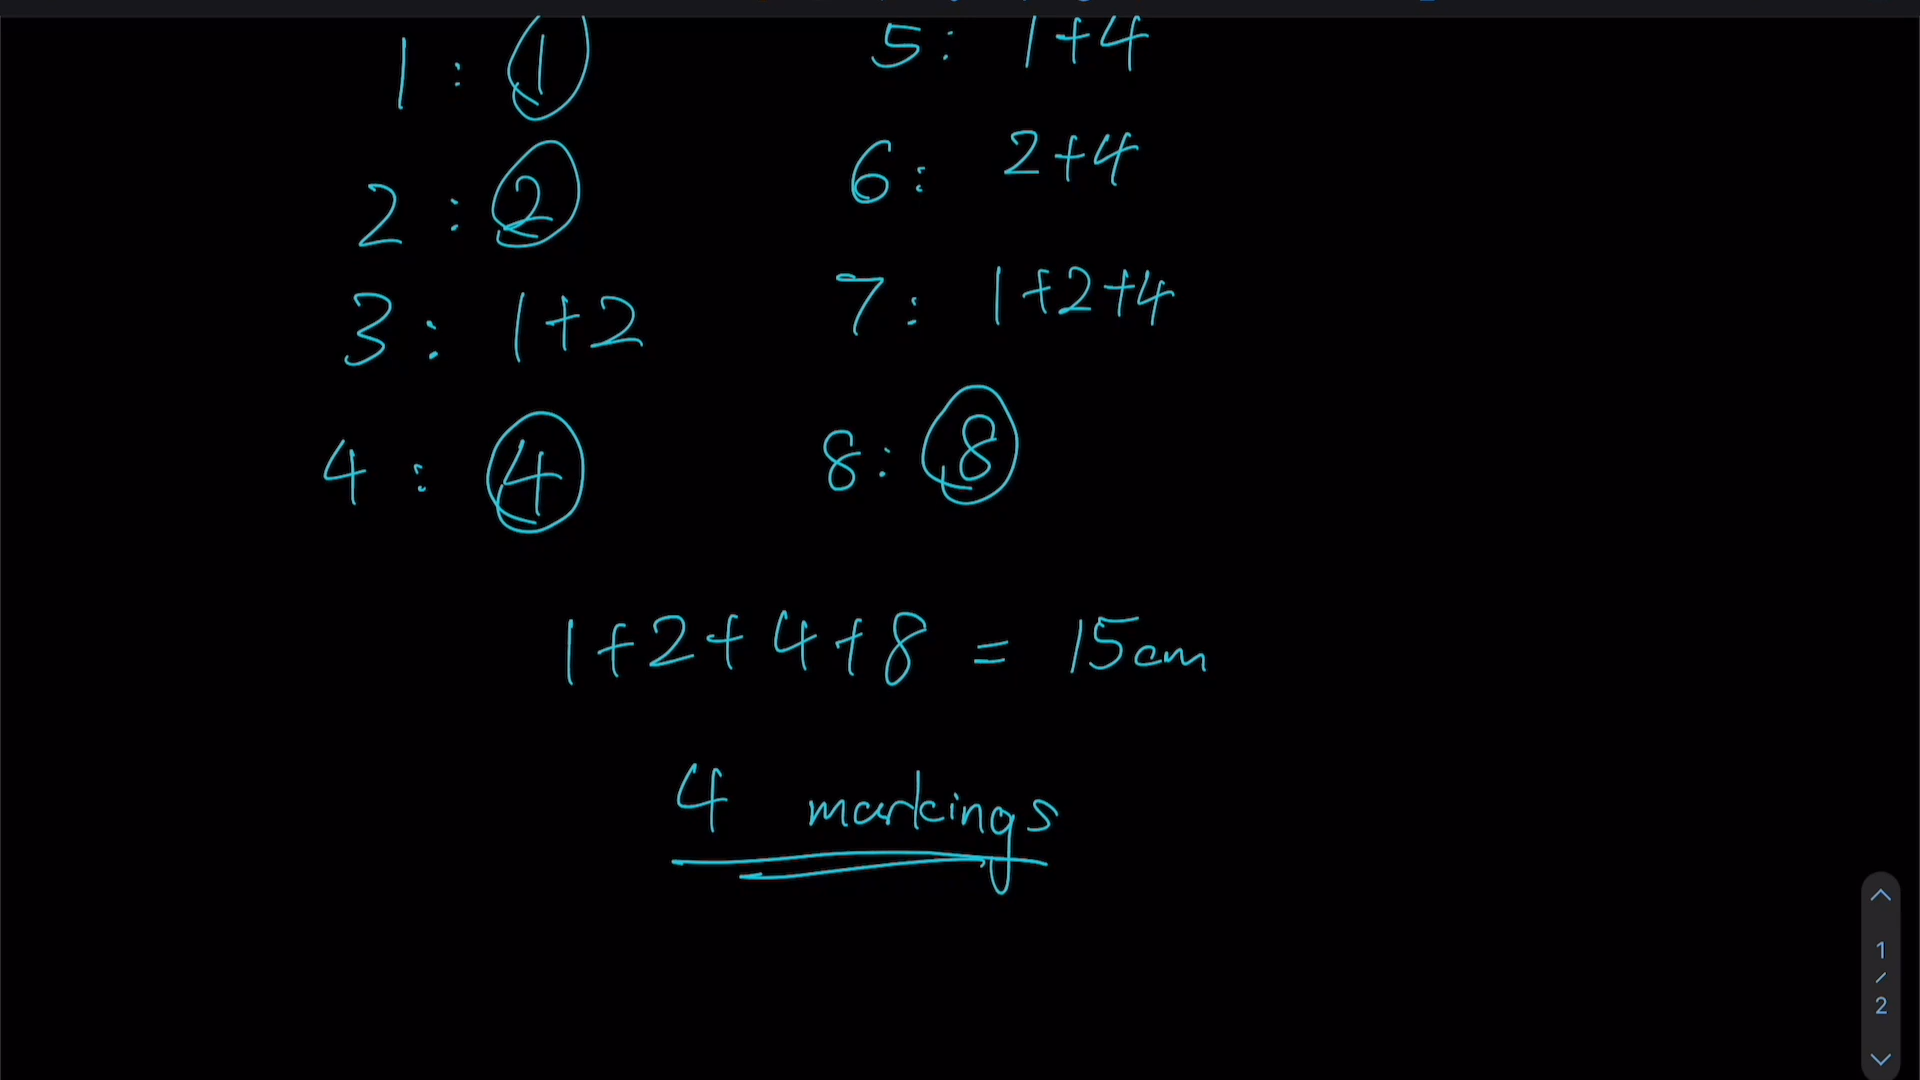 1 : 1
2 : 2
3 : 1+2
4 : 4
5 : 1+4
6 : 2+4
7 : 1+2+4
8 : 8
1+2+4+8 = 15cm
4 markings
1
/
2